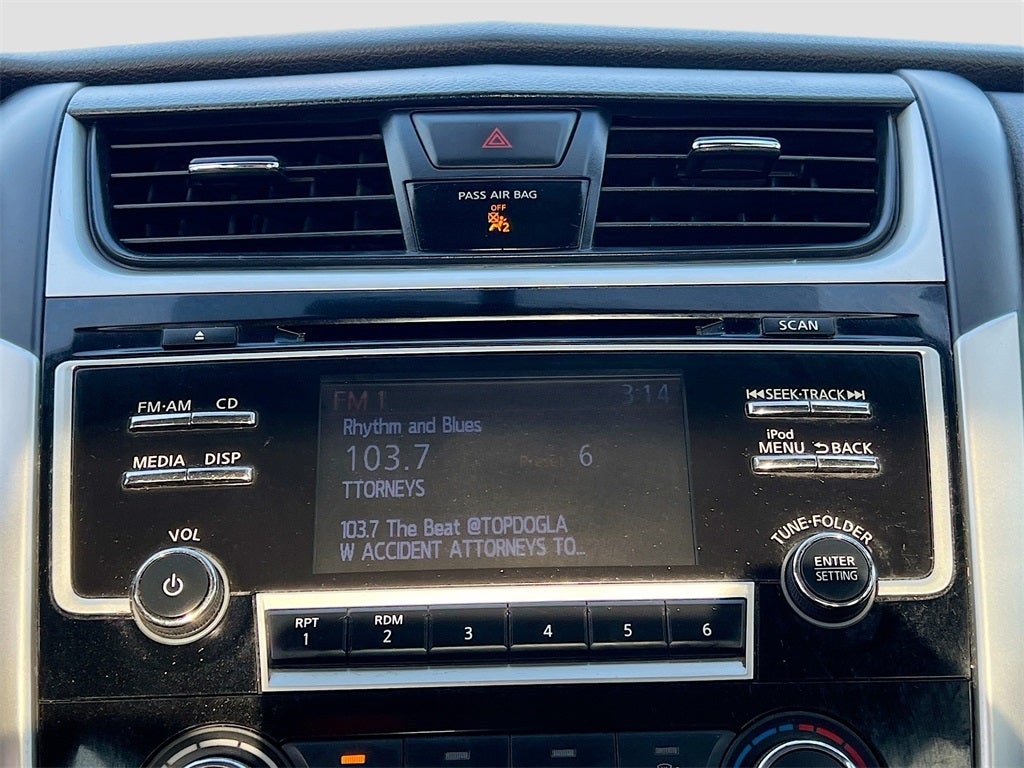 PASS AIR BAG
OFF
2
SCAN
FM·AM CD
SEEK·TRACK
MEDIA DISP
iPod
MENU BACK
FM 1 3:14
Rhythm and Blues
103.7 6
TTORNEYS
103.7 The Beat @TOPDOGLA
W ACCIDENT ATTORNEYS TO…
VOL
TUNE·FOLDER
ENTER
SETTING
RPT RDM
1 2 3 4 5 6